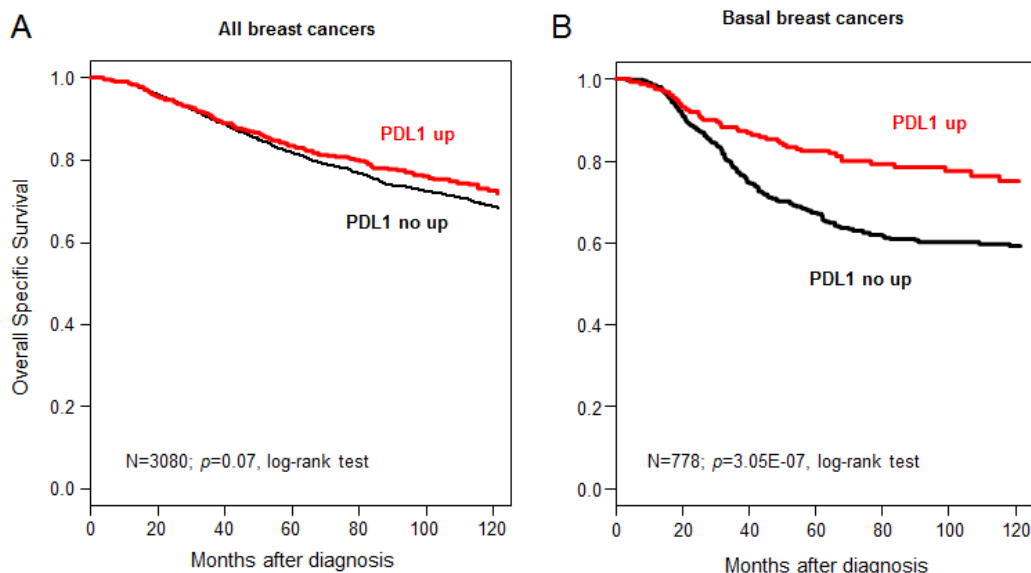 A
All breast cancers
1.0
0.8
0.6
0.4
0.2
0.0
Overall Specific Survival
PDL1 up
PDL1 no up
N=3080; p=0.07, log-rank test
0 20 40 60 80 100 120
Months after diagnosis
B
Basal breast cancers
1.0
0.8
0.6
0.4
0.2
0.0
PDL1 up
PDL1 no up
N=778; p=3.05E-07, log-rank test
0 20 40 60 80 100 120
Months after diagnosis